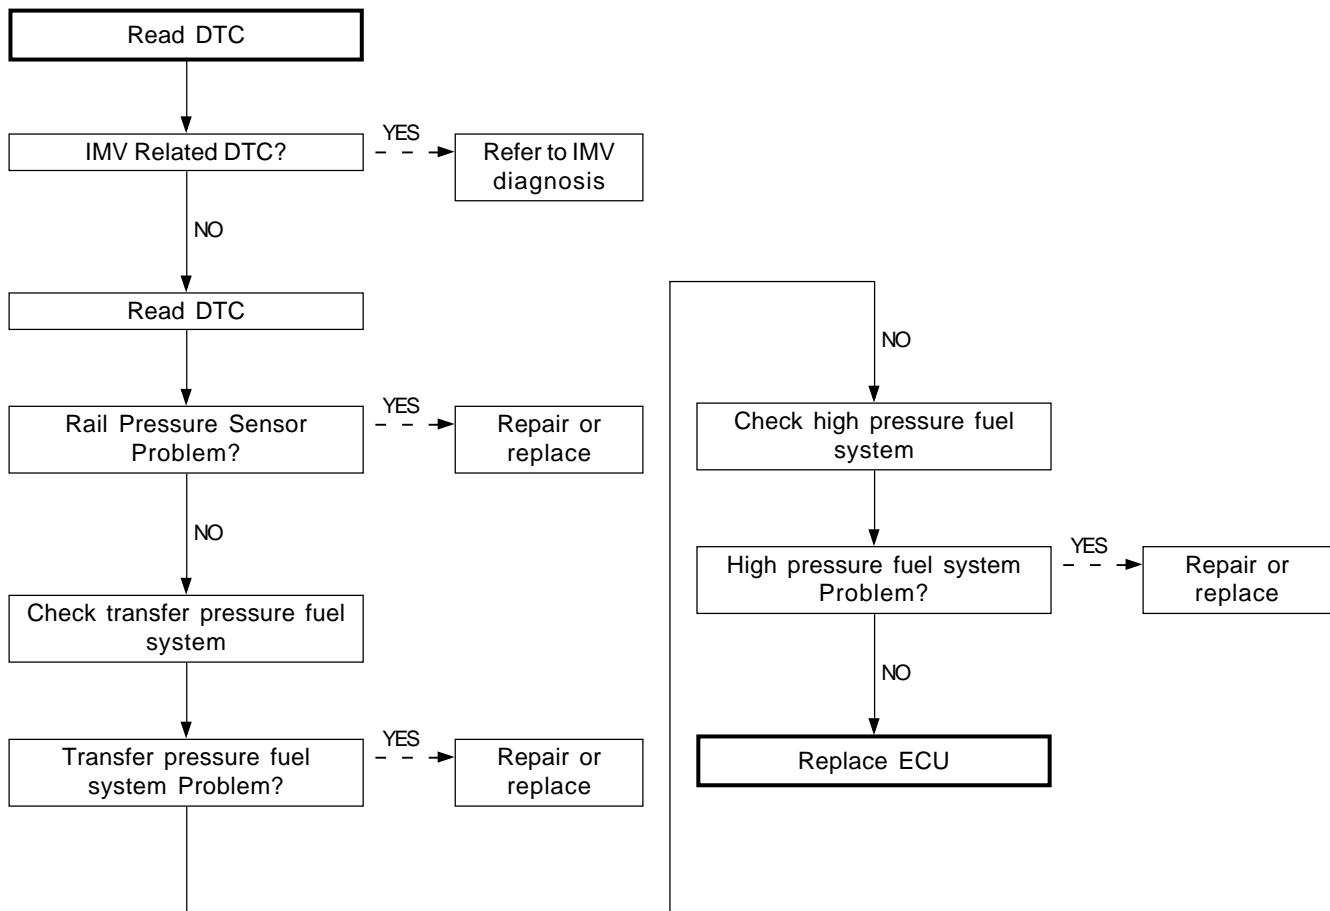 Read DTC
IMV Related DTC?
YES
Refer to IMV
diagnosis
NO
Read DTC
Rail Pressure Sensor
Problem?
YES
Repair or
replace
NO
Check transfer pressure fuel
system
Transfer pressure fuel
system Problem?
YES
Repair or
replace
NO
Check high pressure fuel
system
High pressure fuel system
Problem?
YES
Repair or
replace
NO
Replace ECU